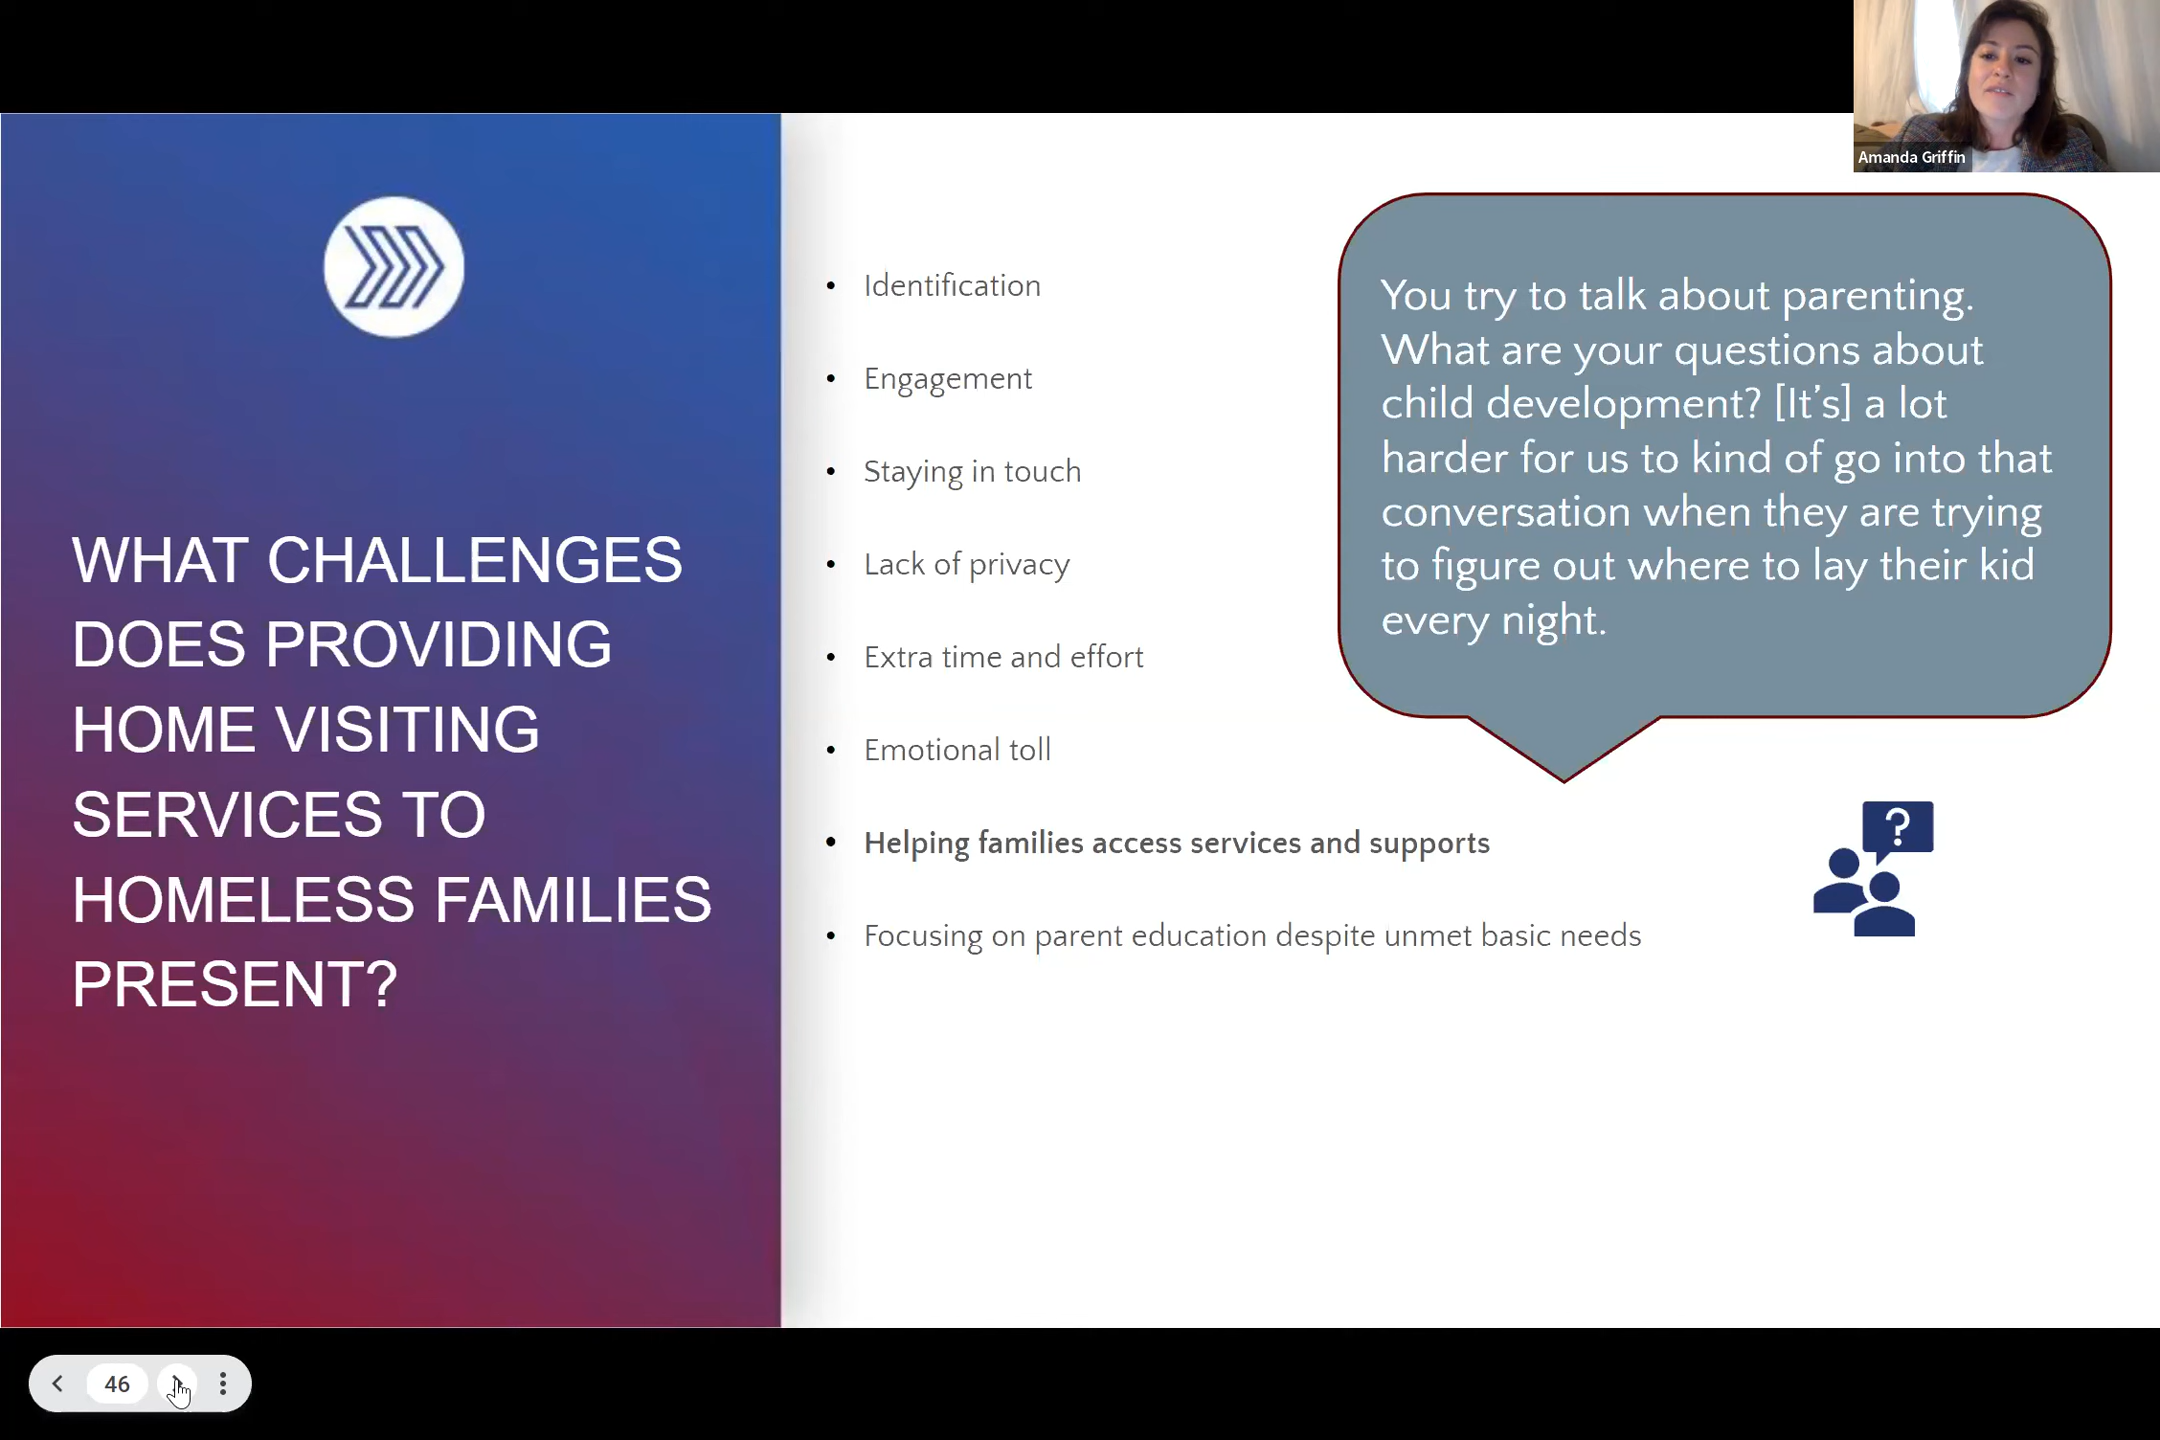 Amanda Griffin
WHAT CHALLENGES
DOES PROVIDING
HOME VISITING
SERVICES TO
HOMELESS FAMILIES
PRESENT?
• Identification
• Engagement
• Staying in touch
• Lack of privacy
• Extra time and effort
• Emotional toll
• Helping families access services and supports
• Focusing on parent education despite unmet basic needs
You try to talk about parenting.
What are your questions about
child development? [It’s] a lot
harder for us to kind of go into that
conversation when they are trying
to figure out where to lay their kid
every night.
?
46